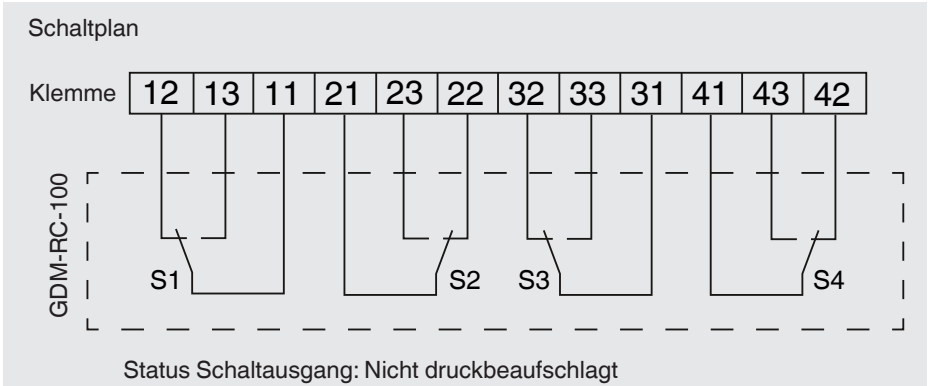 Schaltplan
Klemme 12 13 11 21 23 22 32 33 31 41 43 42
GDM-RC-100
S1 S2 S3 S4
Status Schaltausgang: Nicht druckbeaufschlagt